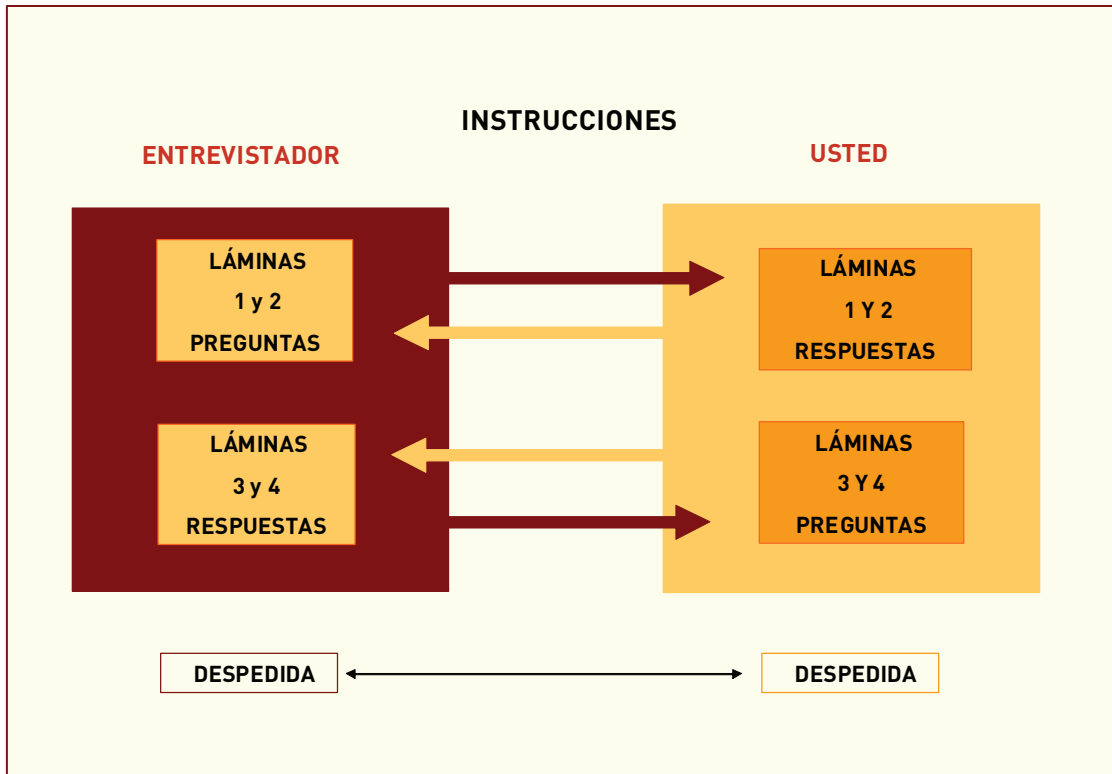 INSTRUCCIONES
ENTREVISTADOR
USTED
LÁMINAS
1 y 2
PREGUNTAS
LÁMINAS
1 Y 2
RESPUESTAS
LÁMINAS
3 y 4
RESPUESTAS
LÁMINAS
3 Y 4
PREGUNTAS
DESPEDIDA
DESPEDIDA